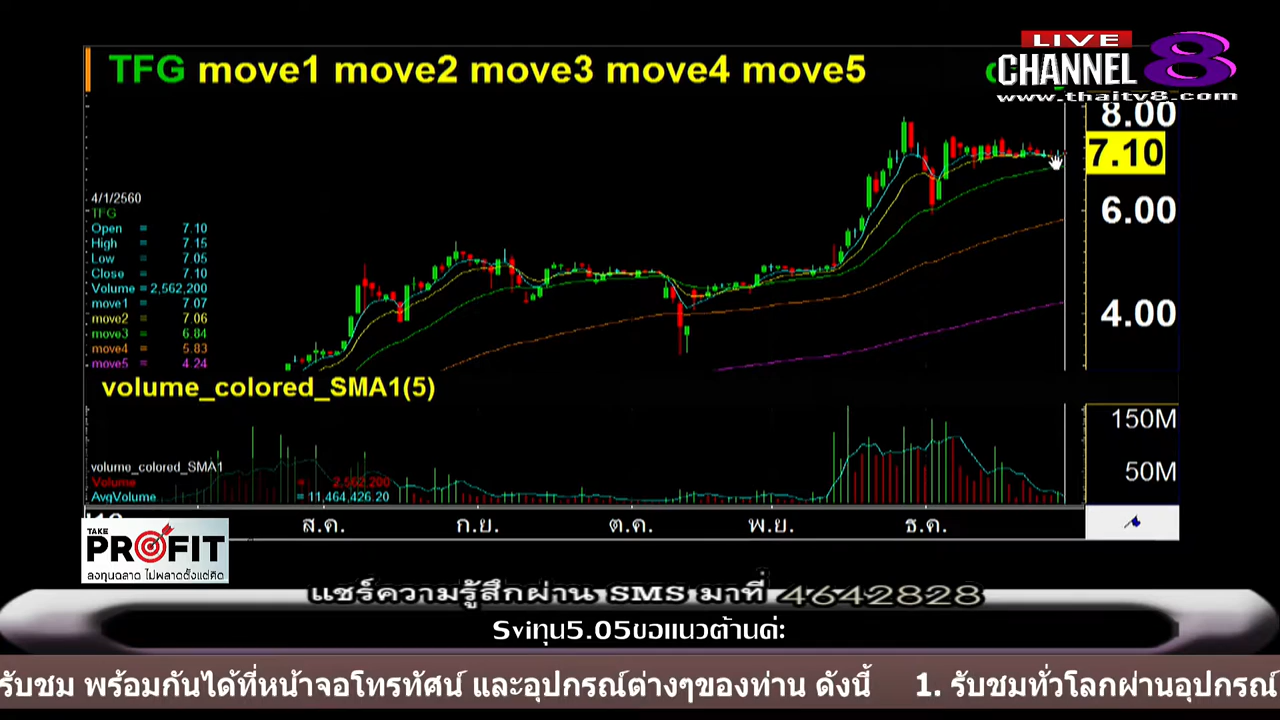 TFG move1 move2 move3 move4 move5
LIVE
CHANNEL 8
www.thaitv8.com
8.00
7.10
6.00
4.00
4/1/2560
TFG
Open = 7.10
High = 7.15
Low = 7.05
Close = 7.10
Volume = 2,562,200
move1 = 7.07
move2 = 7.06
move3 = 6.84
move4 = 5.83
move5 = 4.24
volume_colored_SMA1(5)
150M
50M
volume_colored_SMA1
Volume = 2,562,200
AvgVolume = 11,464,426.20
ส.ค. ก.ย. ต.ค. พ.ย. ธ.ค.
TAKE
PROFIT
ลงทุนฉลาด ไม่พลาดตั้งแต่คิด
แชร์ความรู้สึกผ่าน SMS มาที่ 4642828
Sviทุน5.05ขอแนวต้านค่ะ
รับชม พร้อมกันได้ที่หน้าจอโทรทัศน์ และอุปกรณ์ต่างๆของท่าน ดังนี้ 1. รับชมทั่วโลกผ่านอุปกรณ์